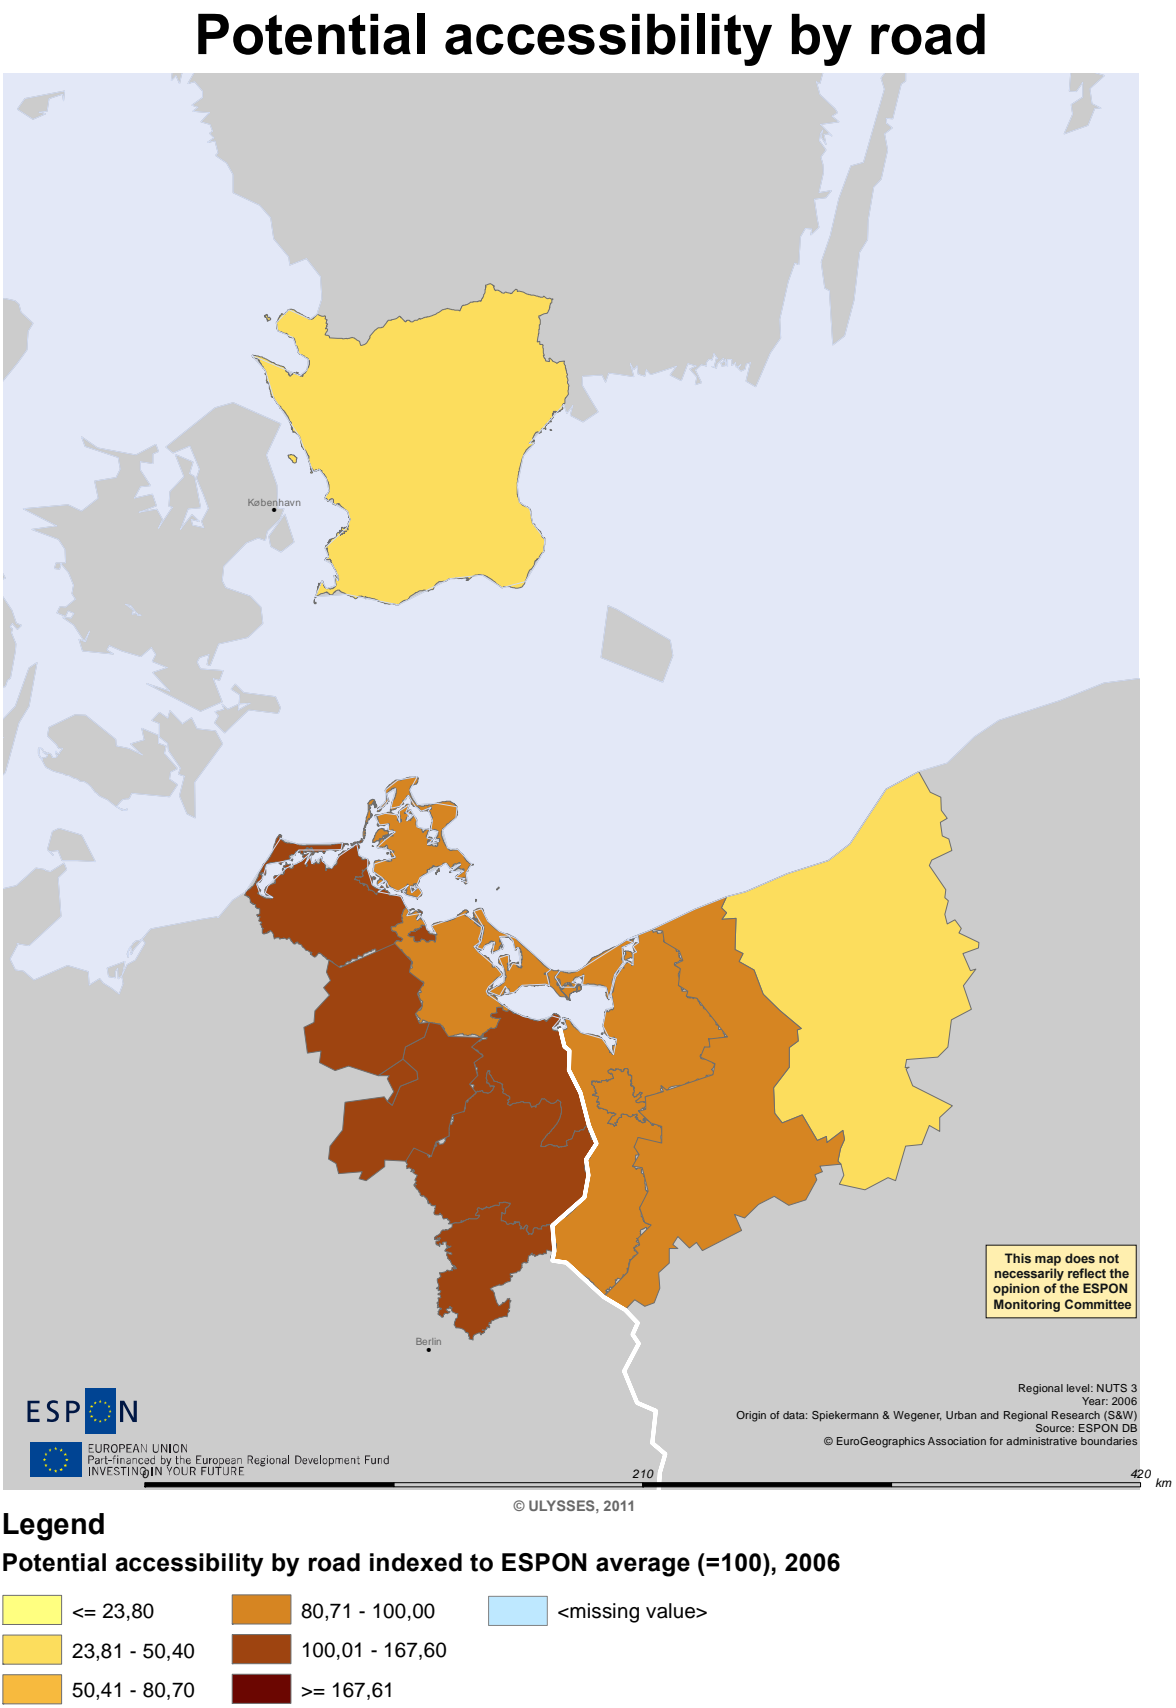 Potential accessibility by road
København
Berlin
This map does not
necessarily reflect the
opinion of the ESPON
Monitoring Committee
Regional level: NUTS 3
Year: 2006
Origin of data: Spiekermann & Wegener, Urban and Regional Research (S&W)
Source: ESPON DB
© EuroGeographics Association for administrative boundaries
ESPON
EUROPEAN UNION
Part-financed by the European Regional Development Fund
INVESTING IN YOUR FUTURE
0 210 420 km
© ULYSSES, 2011
Legend
Potential accessibility by road indexed to ESPON average (=100), 2006
<= 23,80
23,81 - 50,40
50,41 - 80,70
80,71 - 100,00
100,01 - 167,60
>= 167,61
<missing value>